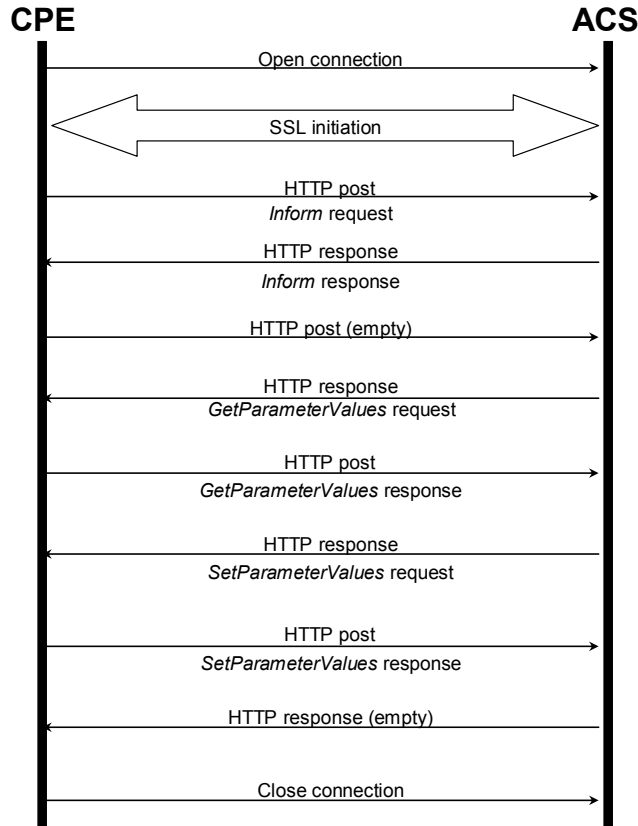 CPE ACS
Open connection
SSL initiation
HTTP post
Inform request
HTTP response
Inform response
HTTP post (empty)
HTTP response
GetParameterValues request
HTTP post
GetParameterValues response
HTTP response
SetParameterValues request
HTTP post
SetParameterValues response
HTTP response (empty)
Close connection